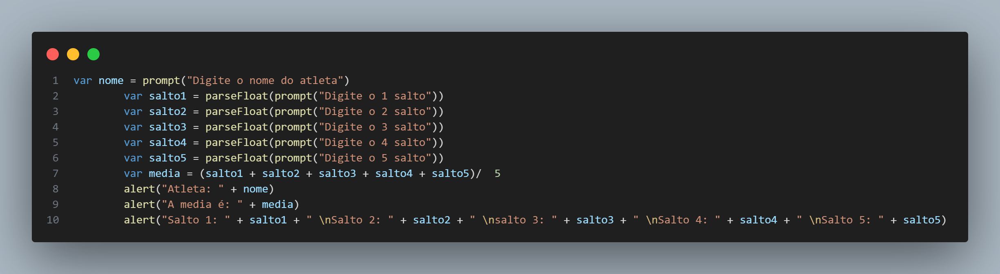 1 var nome = prompt("Digite o nome do atleta")
2 var salto1 = parseFloat(prompt("Digite o 1 salto"))
3 var salto2 = parseFloat(prompt("Digite o 2 salto"))
4 var salto3 = parseFloat(prompt("Digite o 3 salto"))
5 var salto4 = parseFloat(prompt("Digite o 4 salto"))
6 var salto5 = parseFloat(prompt("Digite o 5 salto"))
7 var media = (salto1 + salto2 + salto3 + salto4 + salto5)/  5
8 alert("Atleta: " + nome)
9 alert("A media é: " + media)
10 alert("Salto 1: " + salto1 + " \nSalto 2: " + salto2 + " \nsalto 3: " + salto3 + " \nSalto 4: " + salto4 + " \nSalto 5: " + salto5)